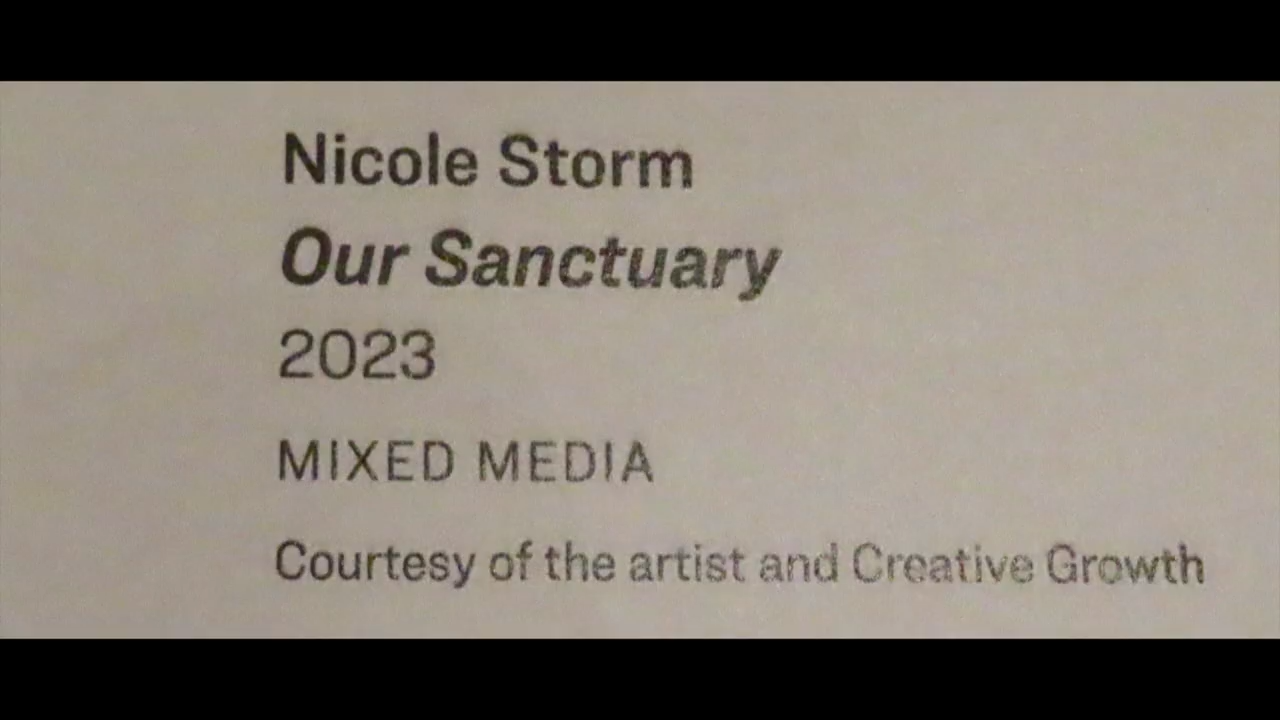 Nicole Storm
Our Sanctuary
2023
MIXED MEDIA
Courtesy of the artist and Creative Growth